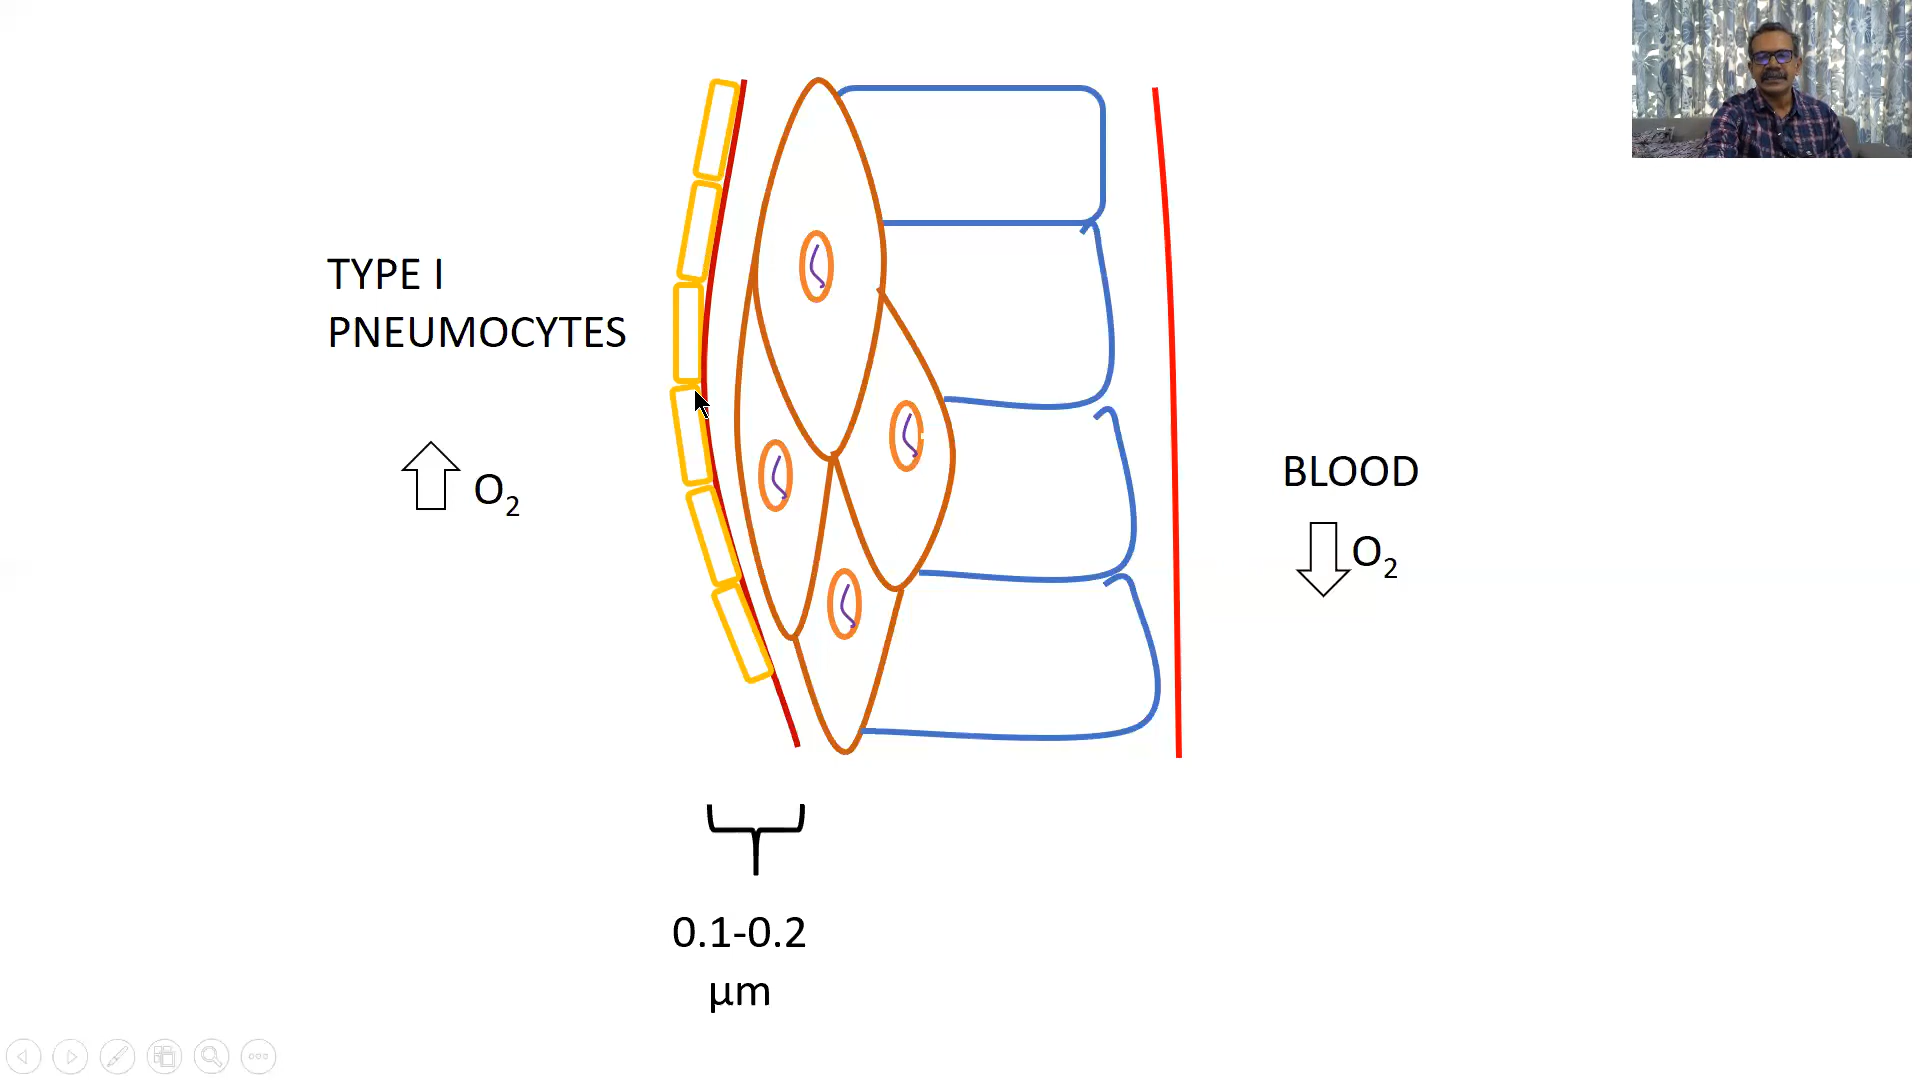 TYPE I
PNEUMOCYTES
O2
BLOOD
O2
0.1-0.2
µm